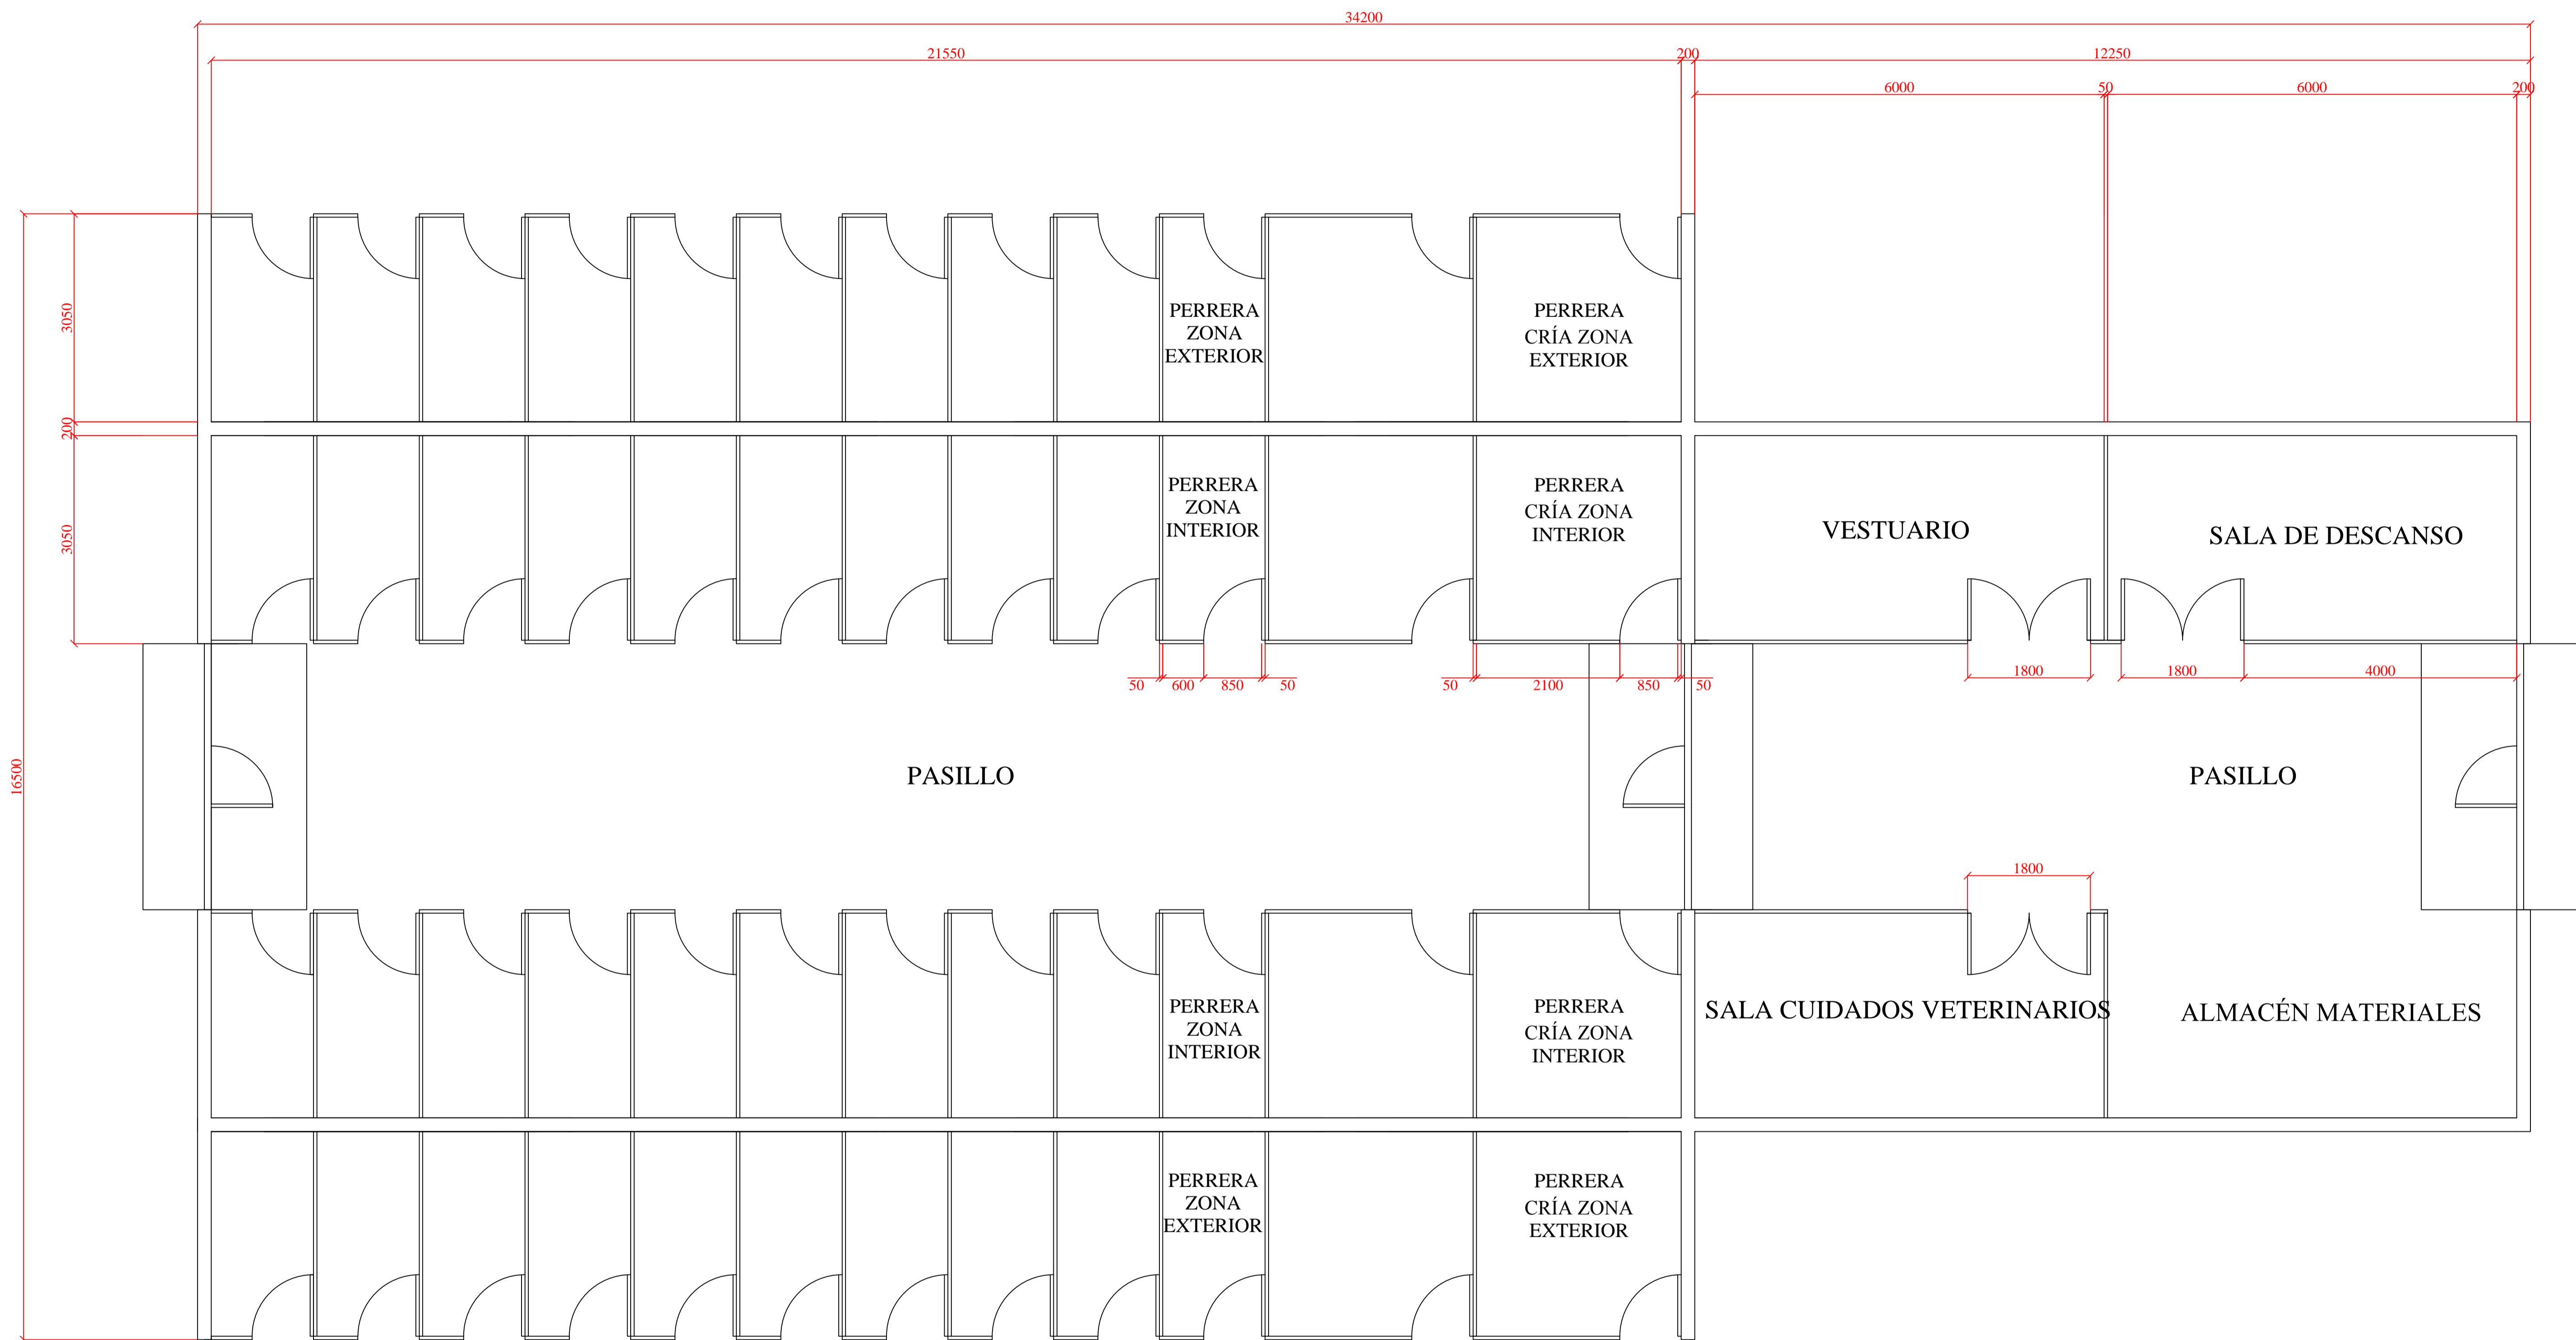 34200
21550
200
12250
6000
50
6000
200
3050
200
3050
16500
PERRERA
ZONA
EXTERIOR
PERRERA
CRÍA ZONA
EXTERIOR
PERRERA
ZONA
INTERIOR
PERRERA
CRÍA ZONA
INTERIOR
VESTUARIO
SALA DE DESCANSO
50
600
850
50
50
2100
850
50
1800
1800
4000
PASILLO
PASILLO
1800
PERRERA
ZONA
INTERIOR
PERRERA
CRÍA ZONA
INTERIOR
SALA CUIDADOS VETERINARIOS
ALMACÉN MATERIALES
PERRERA
ZONA
EXTERIOR
PERRERA
CRÍA ZONA
EXTERIOR